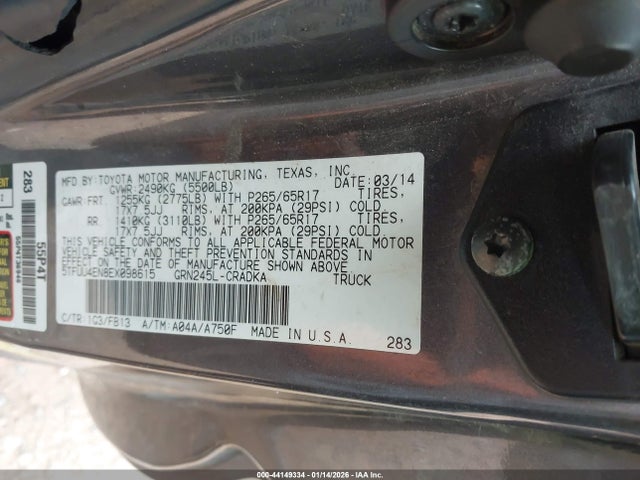 MFD.BY:TOYOTA MOTOR MANUFACTURING, TEXAS, INC.
GVWR:2490KG (5500LB) DATE:03/14
GAWR FRT 1255KG (2775LB) WITH P265/65R17 TIRES,
17X7.5JJ RIMS, AT 200KPA (29PSI) COLD
RR 1410KG (3110LB) WITH P265/65R17 TIRES,
17X7.5JJ RIMS, AT 200KPA (29PSI) COLD
THIS VEHICLE CONFORMS TO ALL APPLICABLE FEDERAL MOTOR
VEHICLE SAFETY STANDARDS IN EFFECT ON THE DATE
OF MANUFACTURE SHOWN ABOVE.
5TFUU4EN8EX098615 GRN245L-CRADKA TRUCK
C/TR:1G3/FB13 A/TM:A04A/A750F MADE IN U.S.A.
283
283
55P4T
000-44149334 - 01/14/2026 - IAA Inc.